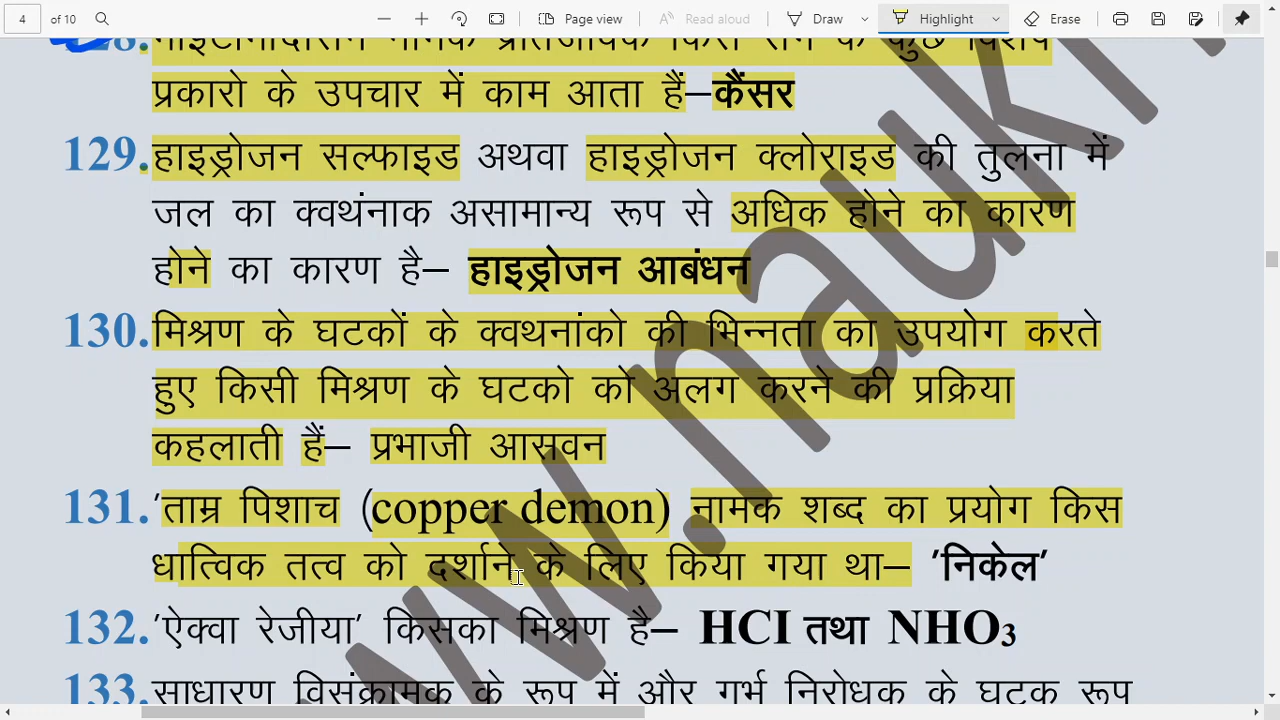 4 of 10 Page view Read aloud Draw Highlight Erase
प्रकारो के उपचार में काम आता हैं–कैंसर
129. हाइड्रोजन सल्फाइड अथवा हाइड्रोजन क्लोराइड की तुलना में
जल का क्वथंनाक असामान्य रूप से अधिक होने का कारण
होने का कारण है– हाइड्रोजन आबंधन
130. मिश्रण के घटकों के क्वथनांको की भिन्नता का उपयोग करते
हुए किसी मिश्रण के घटको को अलग करने की प्रक्रिया
कहलाती हैं– प्रभाजी आसवन
131. 'ताम्र पिशाच (copper demon) नामक शब्द का प्रयोग किस
धात्विक तत्व को दर्शाने के लिए किया गया था– 'निकेल'
132. 'ऐक्वा रेजीया' किसका मिश्रण है– HCI तथा NHO₃
133. साधारण विसंक्रामक के रूप में और गर्भ निरोधक के घटक रूप